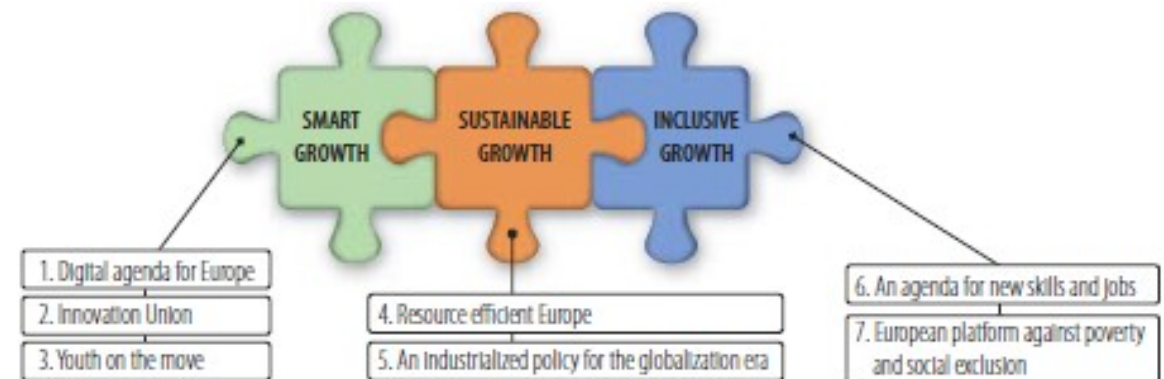 SMART
GROWTH
SUSTAINABLE
GROWTH
INCLUSIVE
GROWTH
1. Digital agenda for Europe
2. Innovation Union
3. Youth on the move
4. Resource efficient Europe
5. An industrialized policy for the globalization era
6. An agenda for new skills and jobs
7. European platform against poverty
and social exclusion